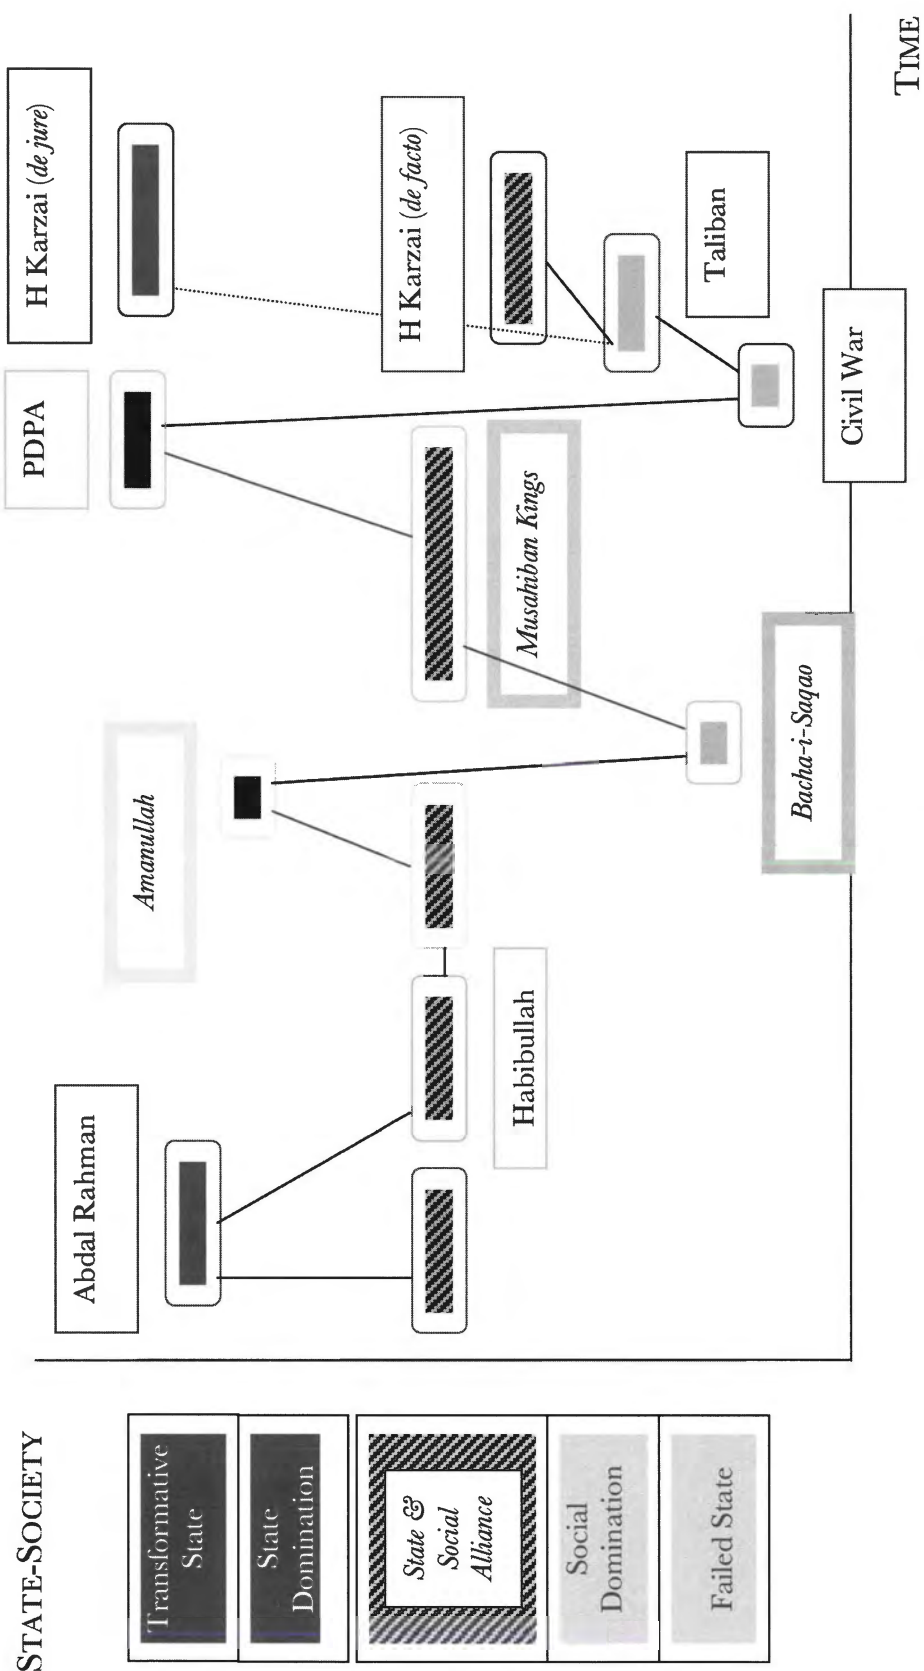 STATE-SOCIETY
Transformative
State
State
Domination
State &
Social
Alliance
Social
Domination
Failed State
Abdal Rahman
Habibullah
Amanullah
Bacha-i-Saqao
Musahiban Kings
PDPA
Civil War
Taliban
H Karzai (de facto)
H Karzai (de jure)
TIME